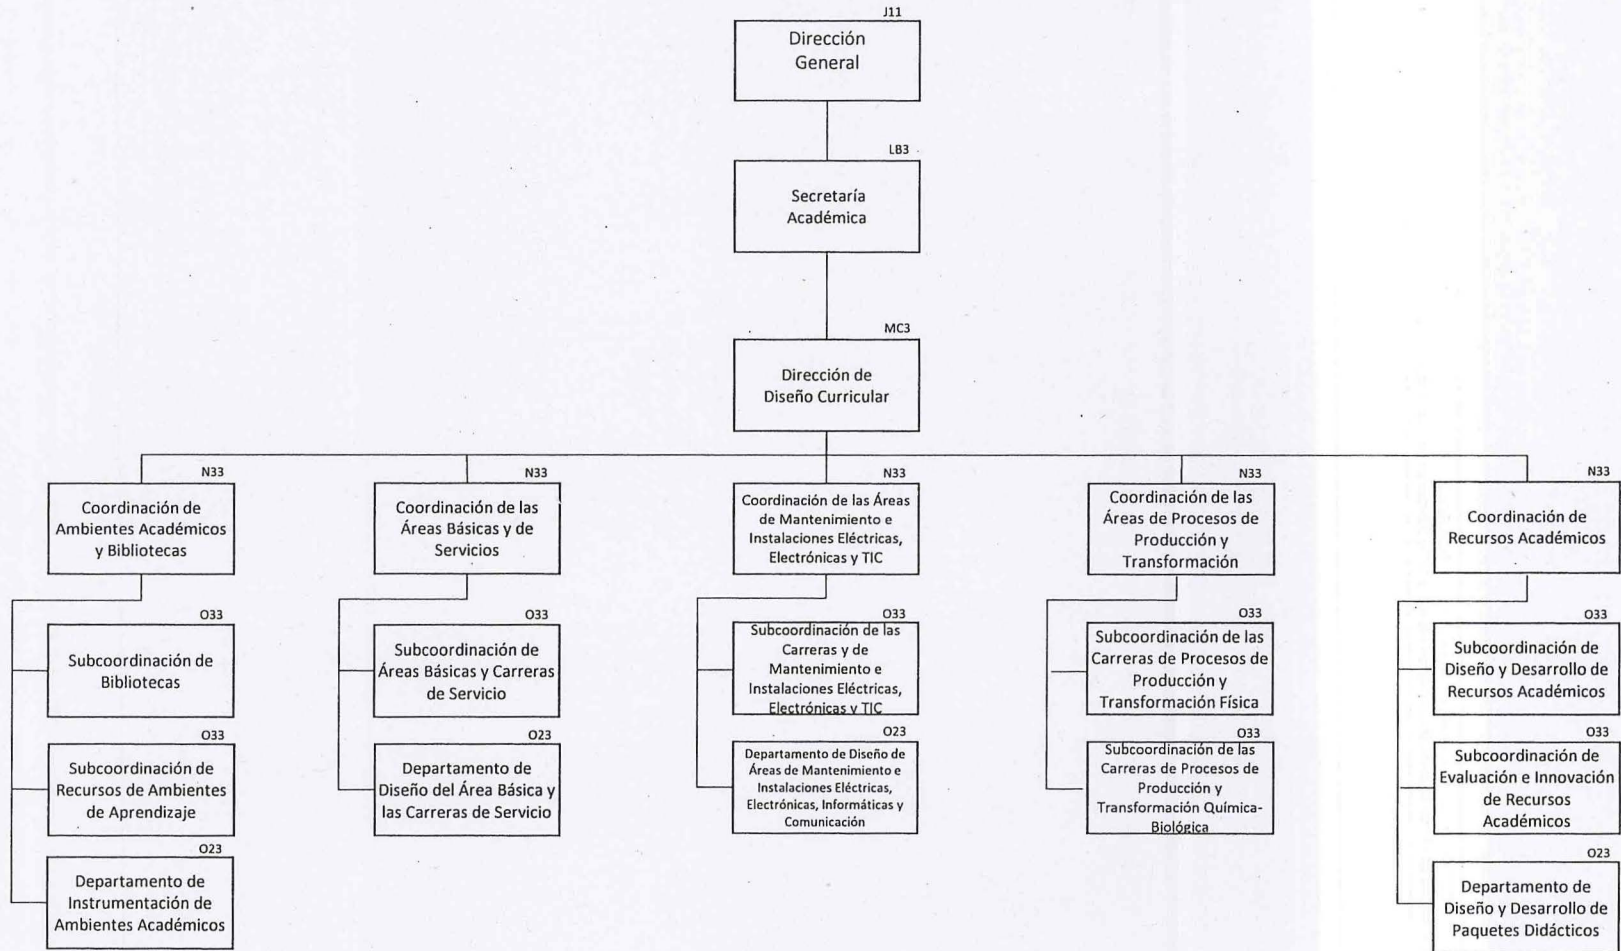 J11
Dirección
General
LB3
Secretaría
Académica
MC3
Dirección de
Diseño Curricular
N33
Coordinación de
Ambientes Académicos
y Bibliotecas
N33
Coordinación de las
Áreas Básicas y de
Servicios
N33
Coordinación de las Áreas
de Mantenimiento e
Instalaciones Eléctricas,
Electrónicas y TIC
N33
Coordinación de las
Áreas de Procesos de
Producción y
Transformación
N33
Coordinación de
Recursos Académicos
O33
Subcoordinación de
Bibliotecas
O33
Subcoordinación de
Áreas Básicas y Carreras
de Servicio
O33
Subcoordinación de las
Carreras y de
Mantenimiento e
Instalaciones Eléctricas,
Electrónicas y TIC
O33
Subcoordinación de las
Carreras de Procesos de
Producción y
Transformación Física
O33
Subcoordinación de
Diseño y Desarrollo de
Recursos Académicos
O33
Subcoordinación de
Recursos de Ambientes
de Aprendizaje
O23
Departamento de
Diseño del Área Básica y
las Carreras de Servicio
O23
Departamento de Diseño de
Áreas de Mantenimiento e
Instalaciones Eléctricas,
Electrónicas, Informáticas y
Comunicación
O33
Subcoordinación de las
Carreras de Procesos de
Producción y
Transformación Química-
Biológica
O33
Subcoordinación de
Evaluación e Innovación
de Recursos
Académicos
O23
Departamento de
Instrumentación de
Ambientes Académicos
O23
Departamento de
Diseño y Desarrollo de
Paquetes Didácticos